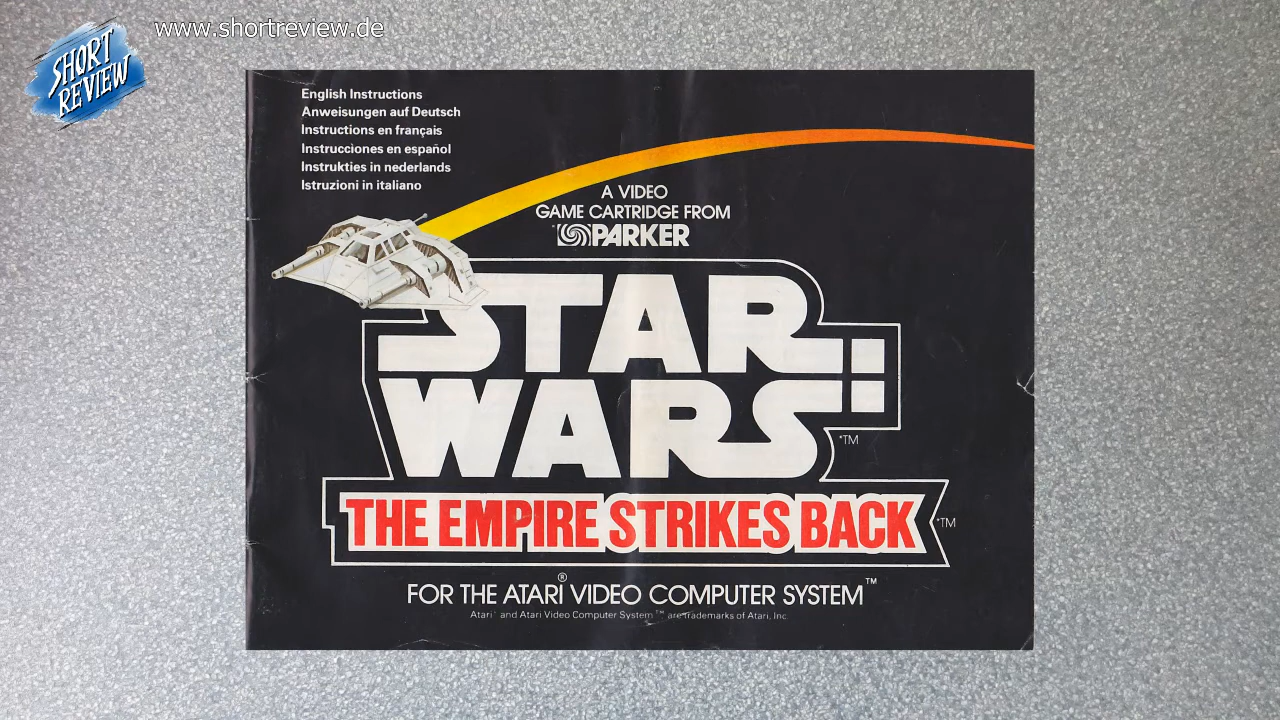 SHORT
REVIEW
www.shortreview.de
English Instructions
Anweisungen auf Deutsch
Instructions en français
Instrucciones en español
Instrukties in nederlands
Istruzioni in italiano
A VIDEO
GAME CARTRIDGE FROM
PARKER
STAR
WARS
*TM
THE EMPIRE STRIKES BACK
*TM
FOR THE ATARI® VIDEO COMPUTER SYSTEM™
Atari® and Atari Video Computer System™ are trademarks of Atari, Inc